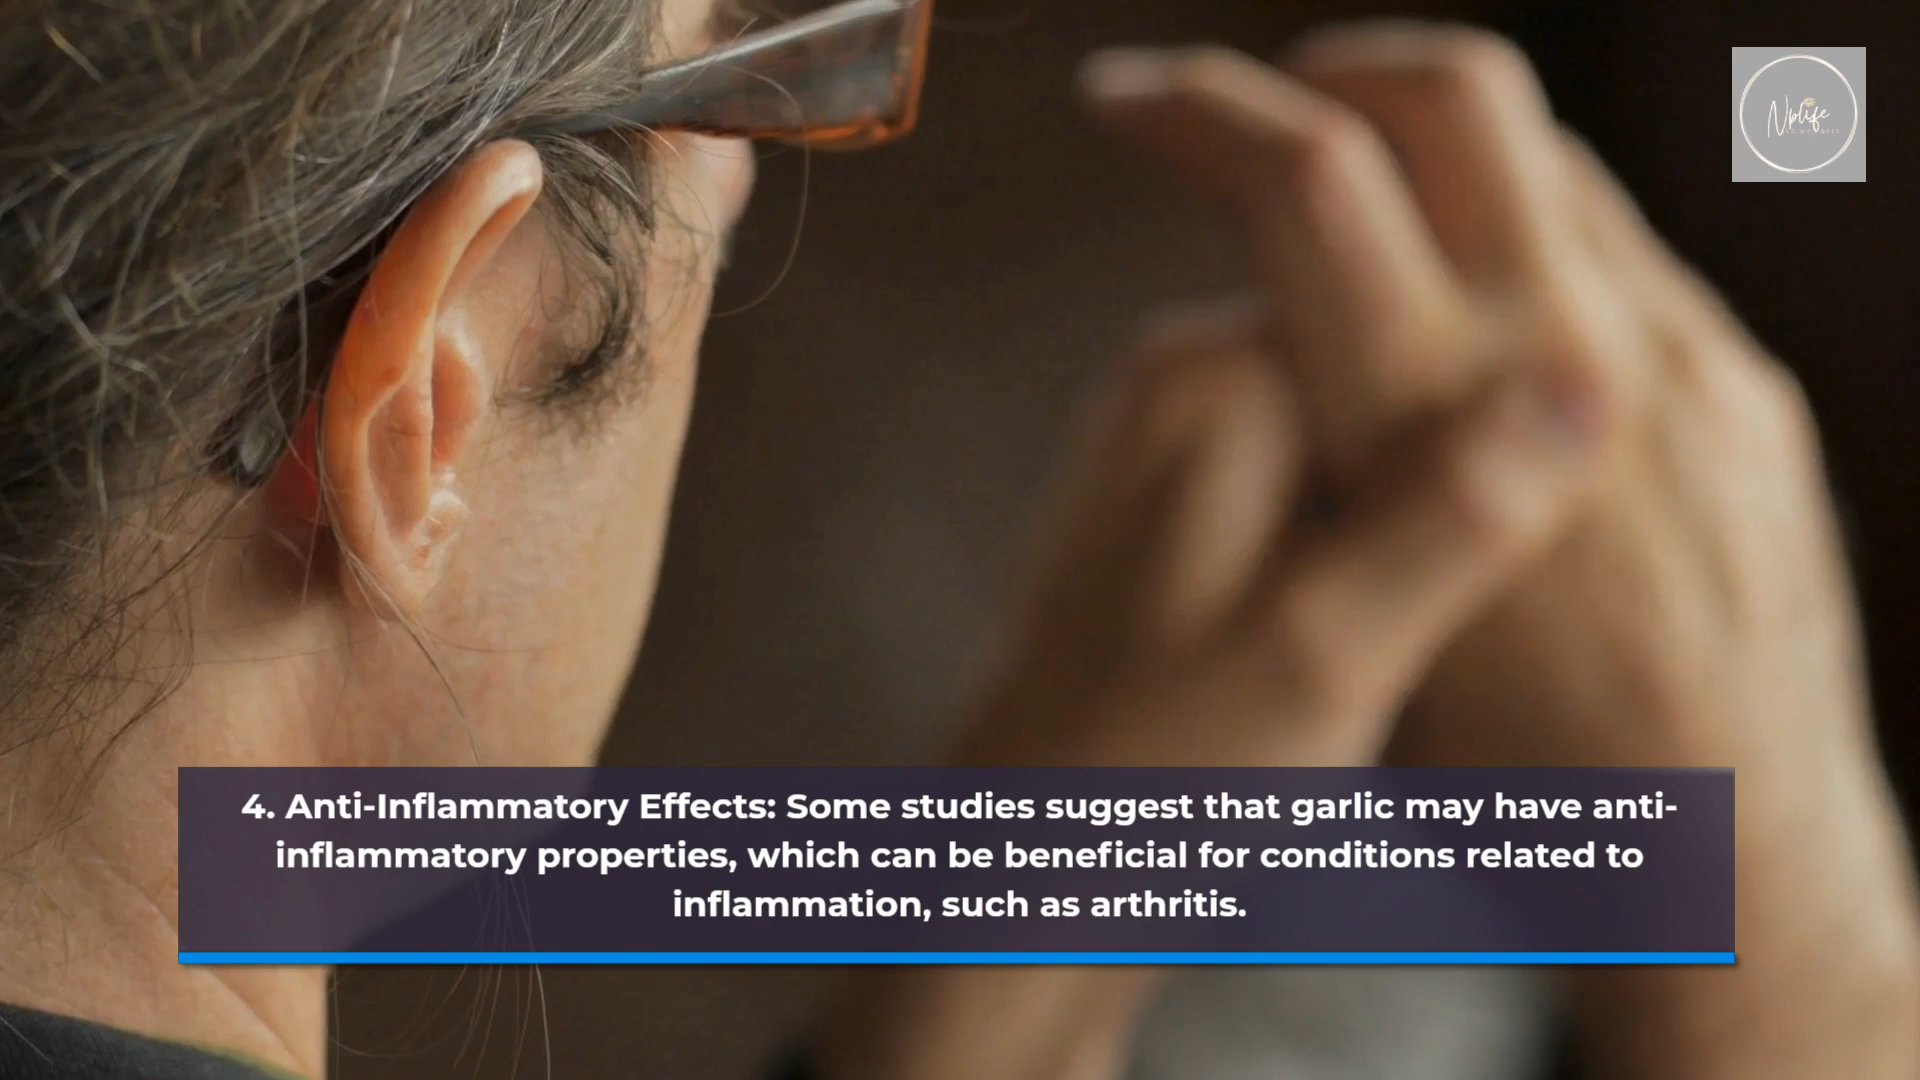 Nblife
4. Anti-Inflammatory Effects: Some studies suggest that garlic may have anti-
inflammatory properties, which can be beneficial for conditions related to
inflammation, such as arthritis.